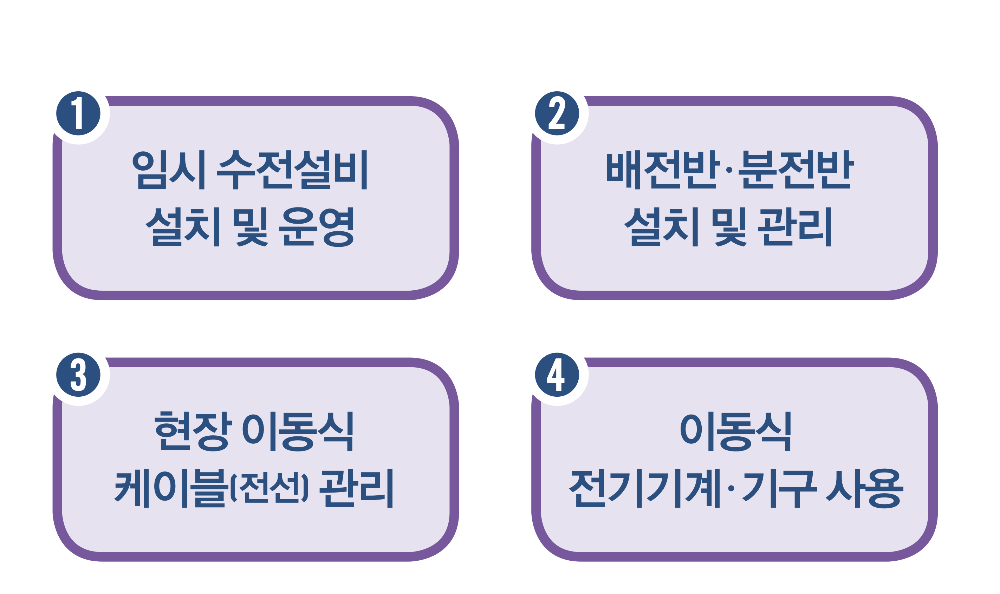 1
임시 수전설비
설치 및 운영
2
배전반·분전반
설치 및 관리
3
현장 이동식
케이블(전선) 관리
4
이동식
전기기계·기구 사용